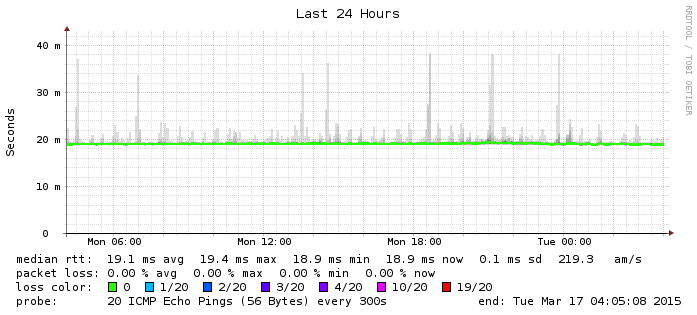 Last 24 Hours
RRDTOOL / TOBI OETIKER
Seconds
40 m
30 m
20 m
10 m
0
Mon 06:00 Mon 12:00 Mon 18:00 Tue 00:00
median rtt: 19.1 ms avg 19.4 ms max 18.9 ms min 18.9 ms now 0.1 ms sd 219.3 am/s
packet loss: 0.00 % avg 0.00 % max 0.00 % min 0.00 % now
loss color: 0 1/20 2/20 3/20 4/20 10/20 19/20
probe: 20 ICMP Echo Pings (56 Bytes) every 300s end: Tue Mar 17 04:05:08 2015